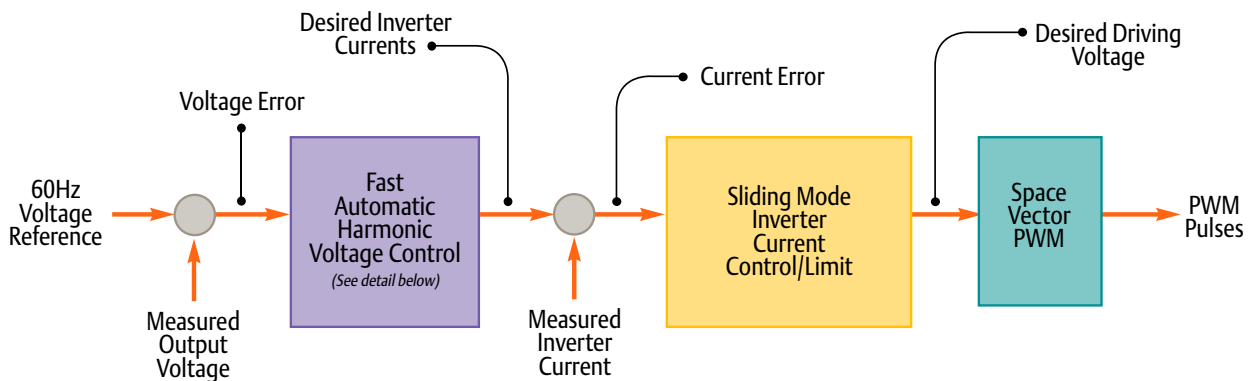 Desired Inverter
Currents
Desired Driving
Voltage
Current Error
Voltage Error
60Hz
Voltage
Reference
Fast
Automatic
Harmonic
Voltage Control
(See detail below)
Sliding Mode
Inverter
Current
Control/Limit
Space
Vector
PWM
PWM
Pulses
Measured
Output
Voltage
Measured
Inverter
Current